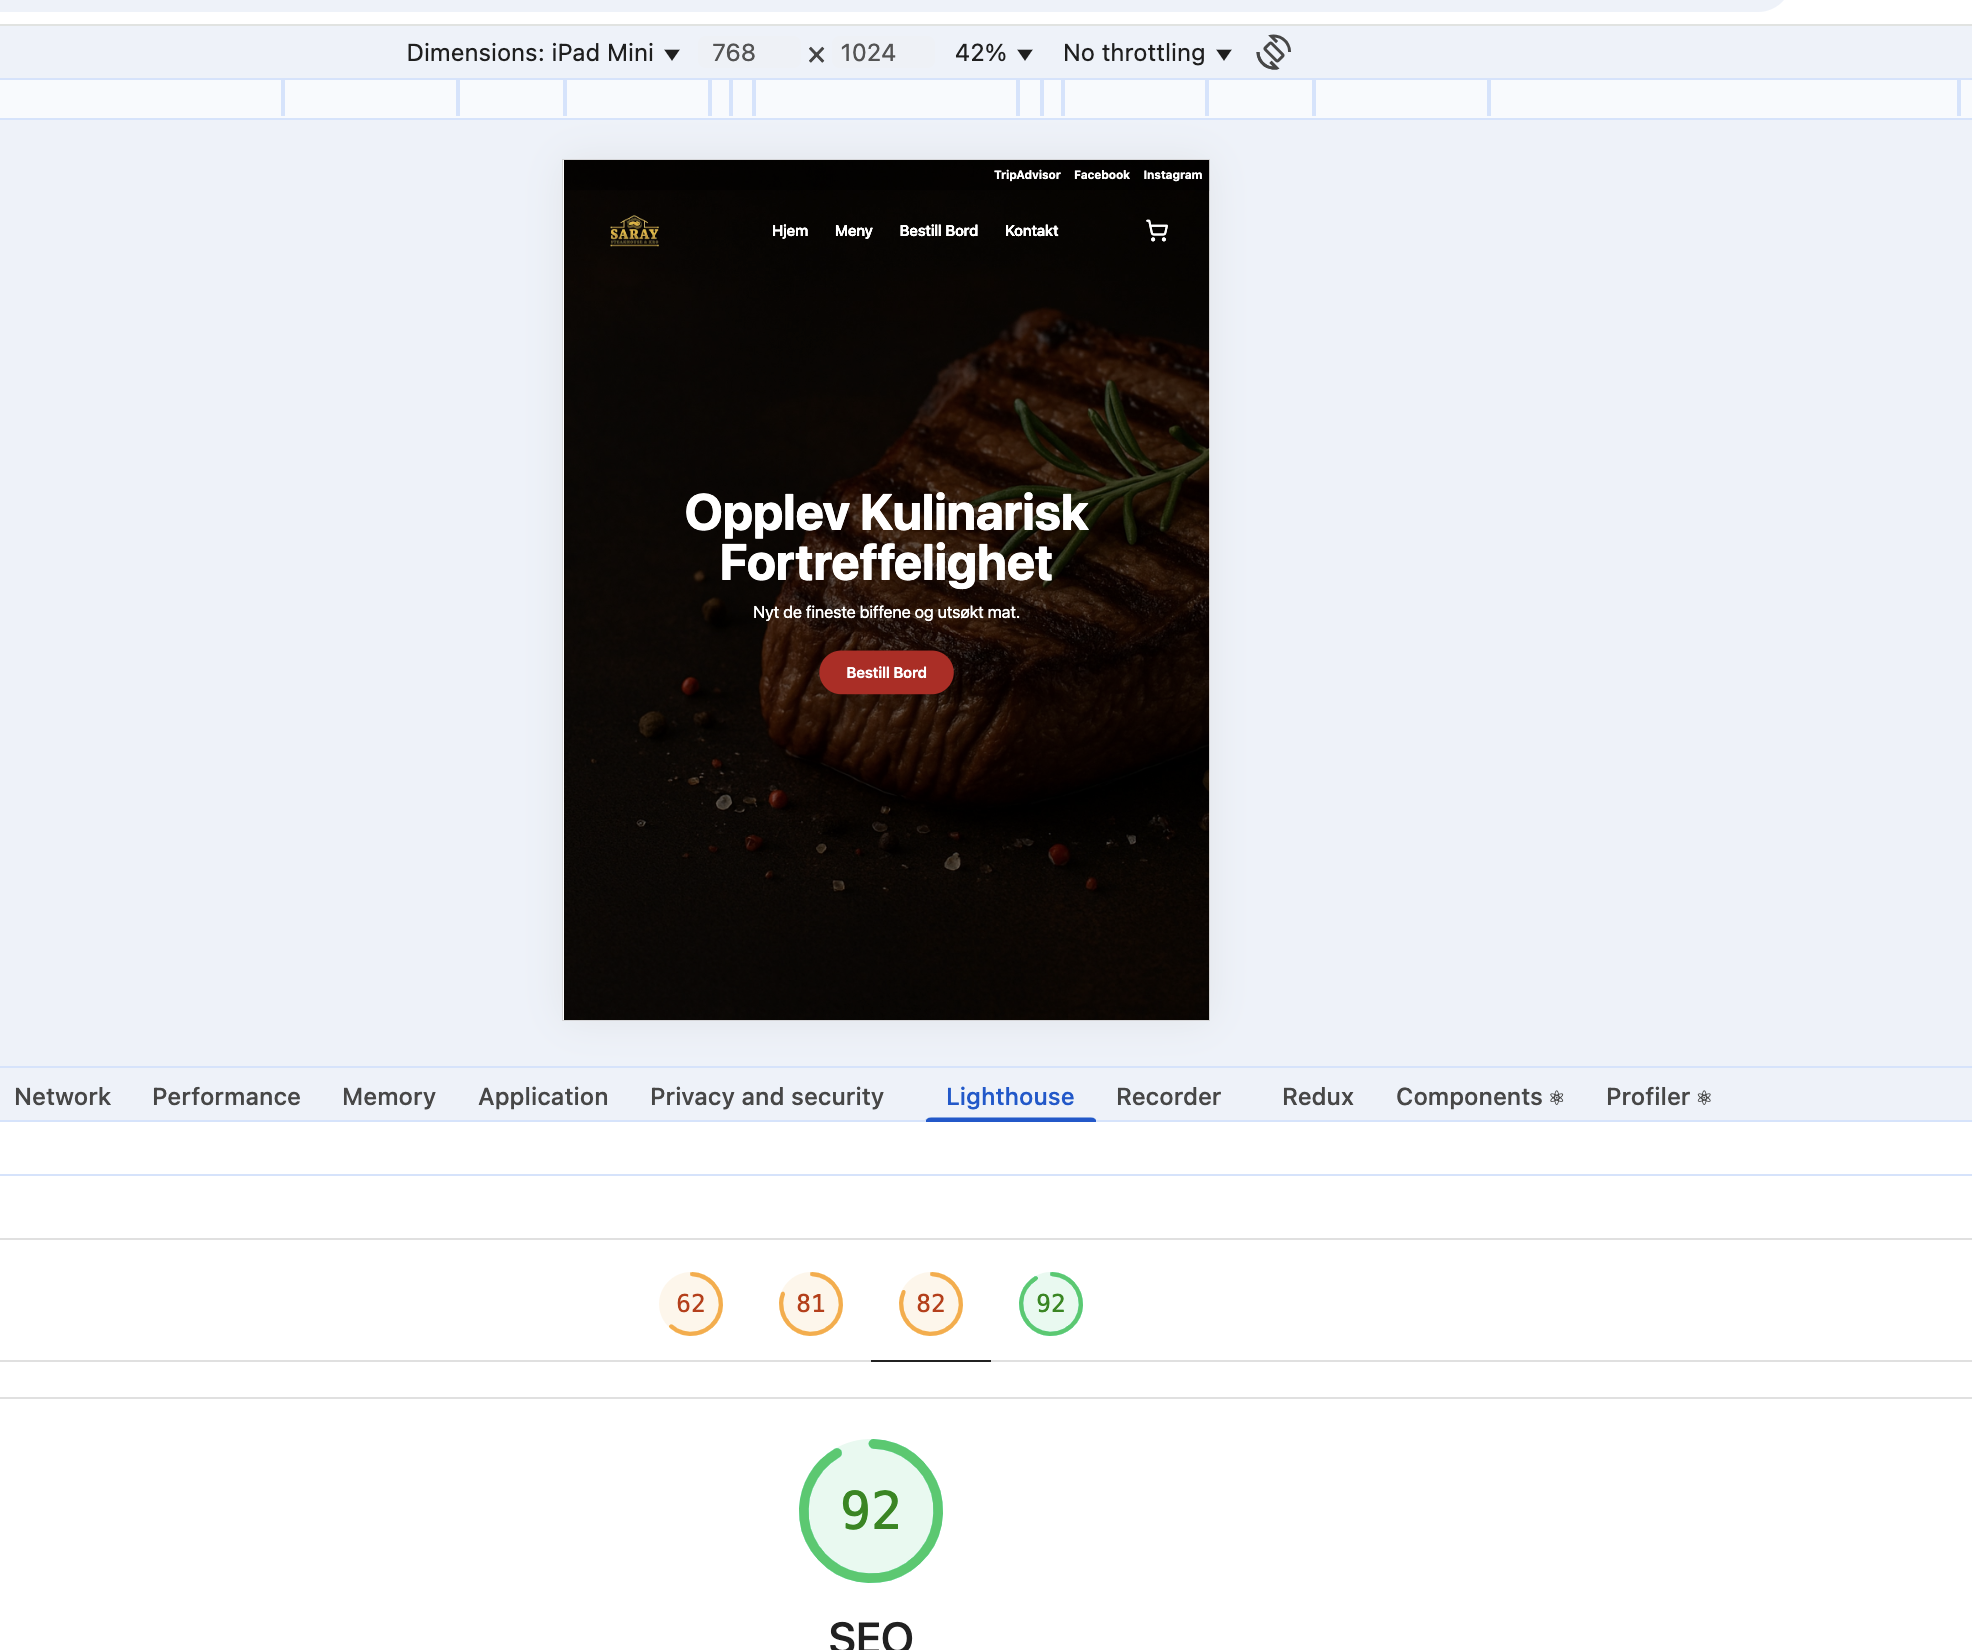 Dimensions: iPad Mini ▼ 768 × 1024 42% ▼ No throttling ▼
TripAdvisor Facebook Instagram
SARAY
Hjem Meny Bestill Bord Kontakt
Opplev Kulinarisk
Fortreffelighet
Nyt de fineste biffene og utsøkt mat.
Bestill Bord
Network Performance Memory Application Privacy and security Lighthouse Recorder Redux Components ⚛ Profiler ⚛
62 81 82 92
92
SEO